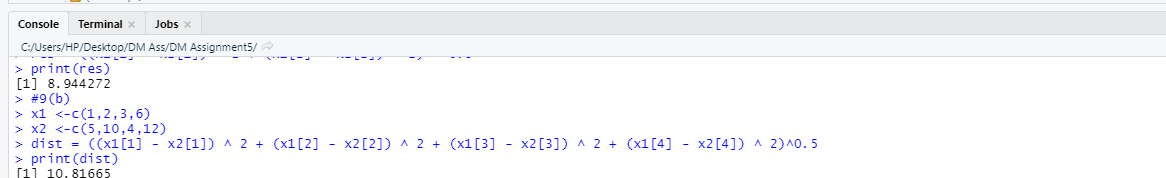 Console Terminal × Jobs ×
C:/Users/HP/Desktop/DM Ass/DM Assignment5/
> print(res)
[1] 8.944272
> #9(b)
> x1 <-c(1,2,3,6)
> x2 <-c(5,10,4,12)
> dist = ((x1[1] - x2[1]) ^ 2 + (x1[2] - x2[2]) ^ 2 + (x1[3] - x2[3]) ^ 2 + (x1[4] - x2[4]) ^ 2)^0.5
> print(dist)
[1] 10.81665